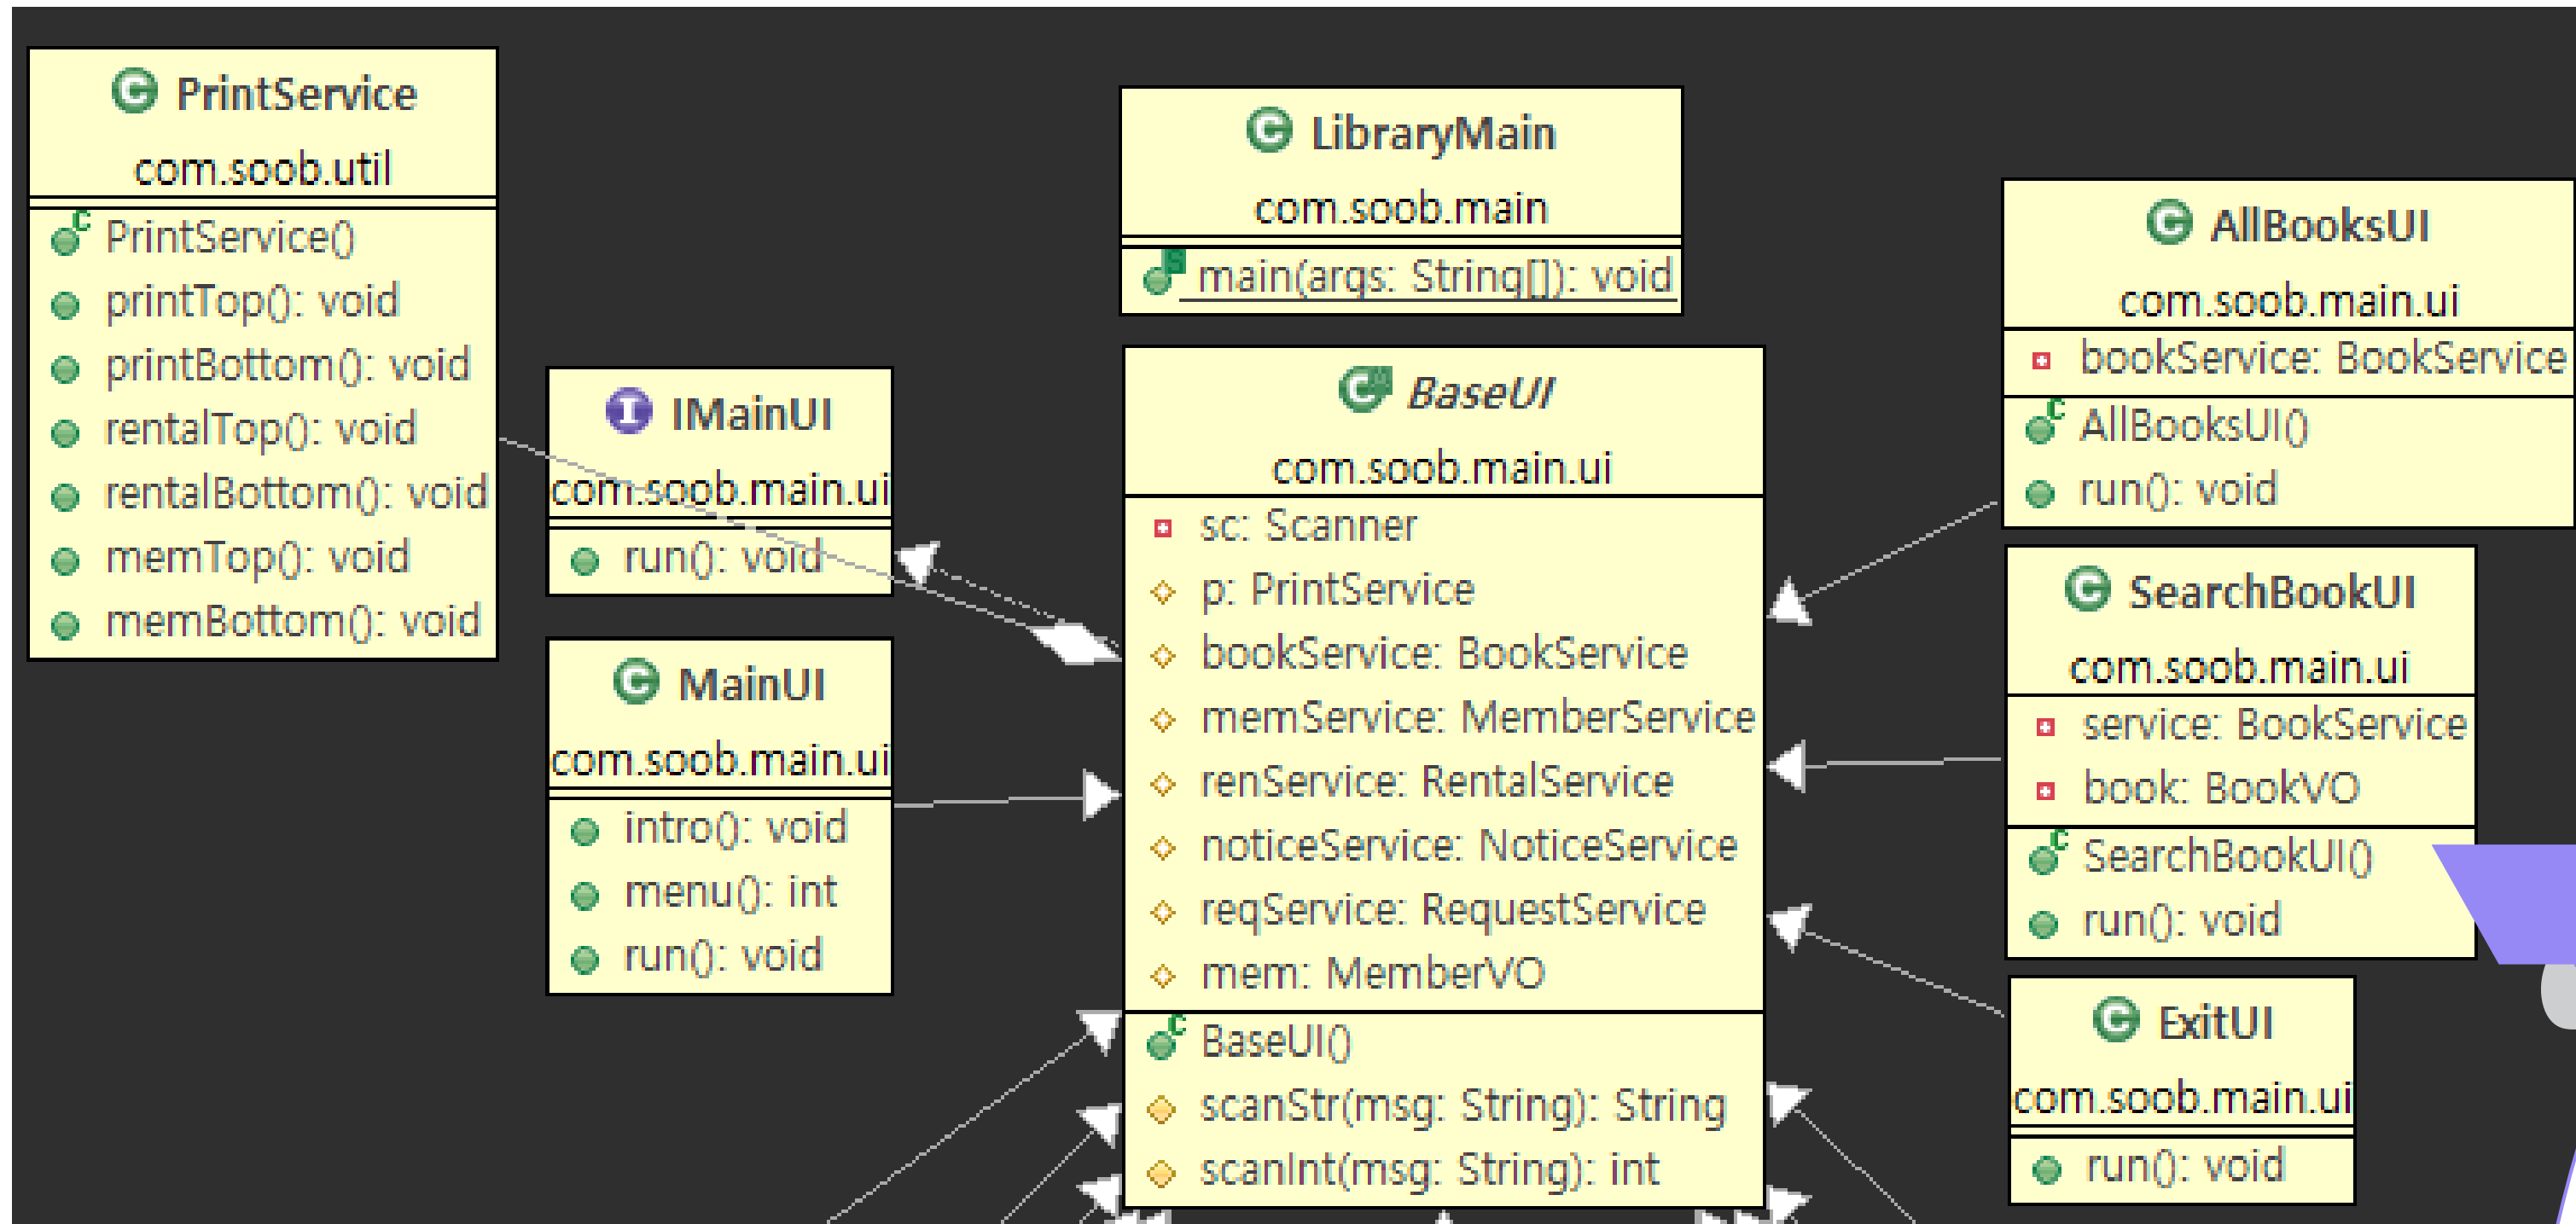 PrintService
com.soob.util
PrintService()
printTop(): void
printBottom(): void
rentalTop(): void
rentalBottom(): void
memTop(): void
memBottom(): void
IMainUI
com.soob.main.ui
run(): void
MainUI
com.soob.main.ui
intro(): void
menu(): int
run(): void
LibraryMain
com.soob.main
main(args: String[]): void
BaseUI
com.soob.main.ui
sc: Scanner
p: PrintService
bookService: BookService
memService: MemberService
renService: RentalService
noticeService: NoticeService
reqService: RequestService
mem: MemberVO
BaseUI()
scanStr(msg: String): String
scanInt(msg: String): int
AllBooksUI
com.soob.main.ui
bookService: BookService
AllBooksUI()
run(): void
SearchBookUI
com.soob.main.ui
service: BookService
book: BookVO
SearchBookUI()
run(): void
ExitUI
com.soob.main.ui
run(): void